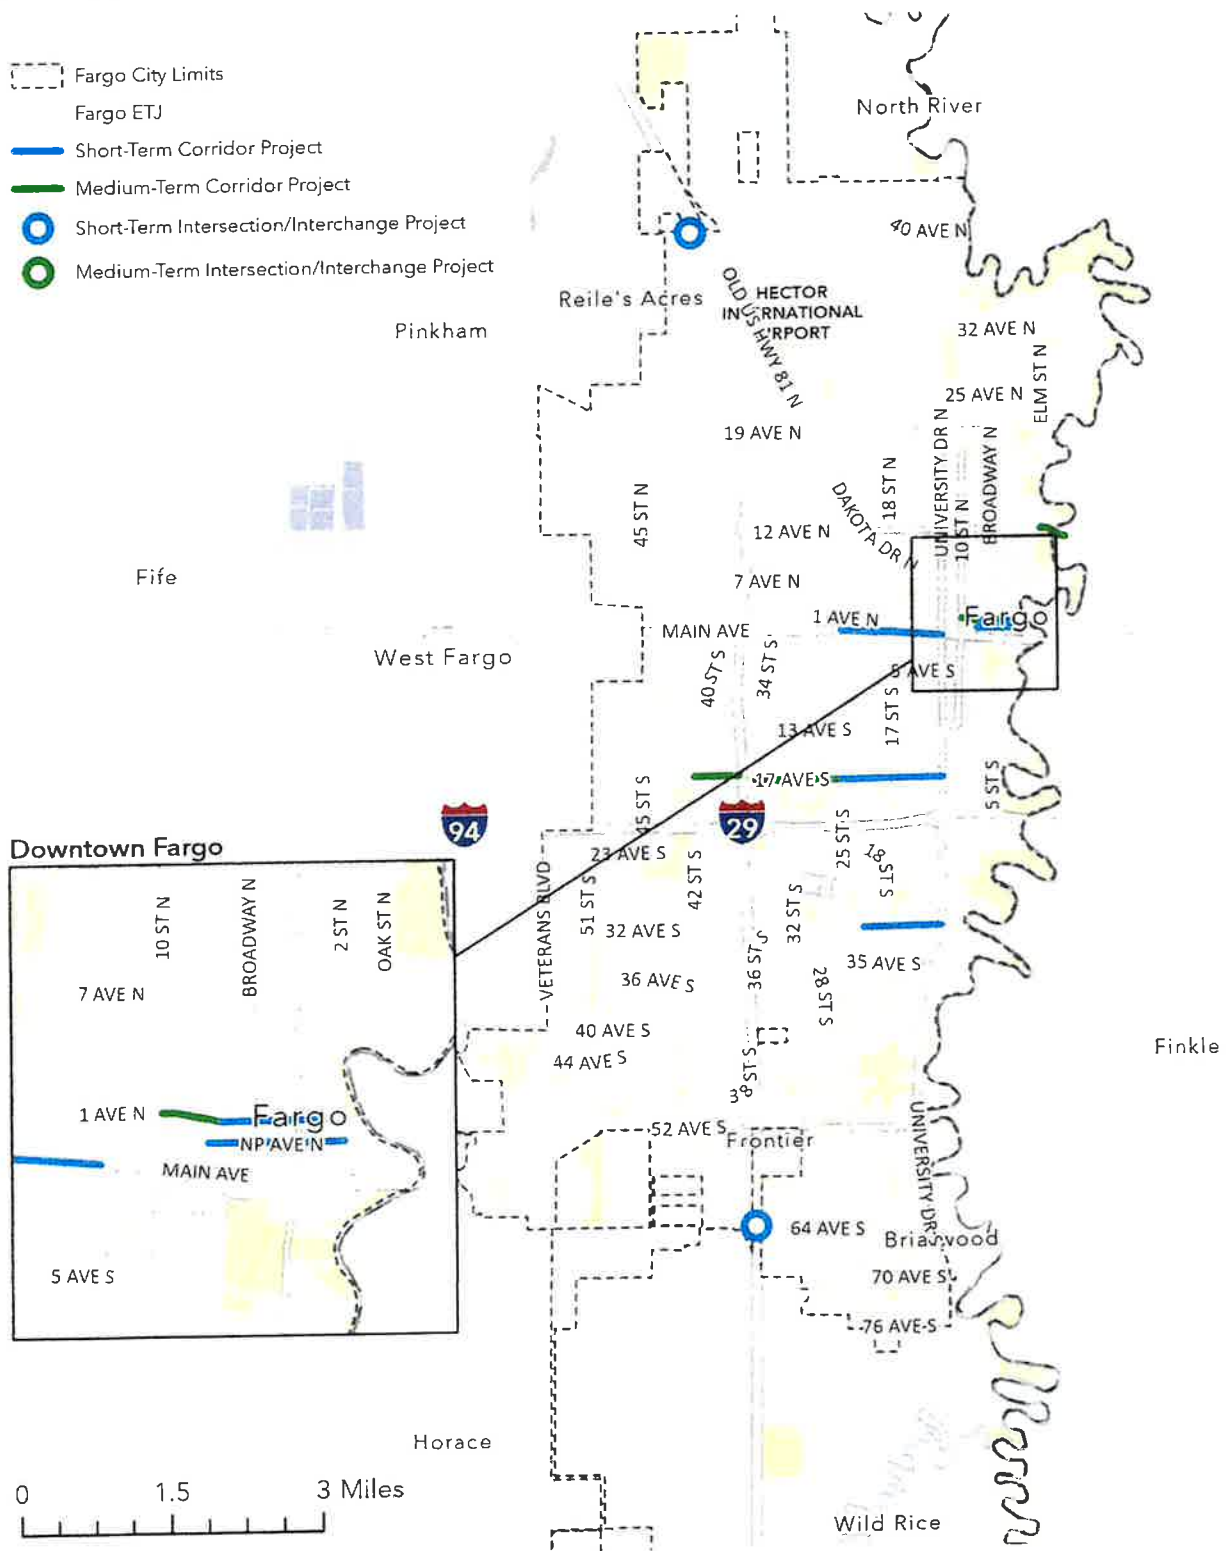 Fargo City Limits
Fargo ETJ
Short-Term Corridor Project
Medium-Term Corridor Project
Short-Term Intersection/Interchange Project
Medium-Term Intersection/Interchange Project
North River
40 AVE N
Reile's Acres
HECTOR
INTERNATIONAL
AIRPORT
OLD US HWY 81 N
Pinkham
32 AVE N
ELM ST N
25 AVE N
19 AVE N
UNIVERSITY DR N
BROADWAY N
10 ST N
18 ST N
DAKOTA DR N
45 ST N
12 AVE N
7 AVE N
Fife
1 AVE N
Fargo
MAIN AVE
West Fargo
5 AVE S
40 ST S
34 ST S
17 ST S
13 AVE S
17 AVE S
5 ST S
45 ST S
94
29
25 ST S
18 ST S
23 AVE S
42 ST S
51 ST S
32 ST S
VETERANS BLVD
32 AVE S
35 AVE S
36 ST S
36 AVE S
28 ST S
40 AVE S
44 AVE S
38 ST S
Finkle
52 AVE S
Frontier
UNIVERSITY DR
64 AVE S
Briarwood
70 AVE S
76 AVE S
Horace
Wild Rice
Downtown Fargo
10 ST N
BROADWAY N
2 ST N
OAK ST N
7 AVE N
1 AVE N
Fargo
NP AVE N
MAIN AVE
5 AVE S
0 1.5 3 Miles